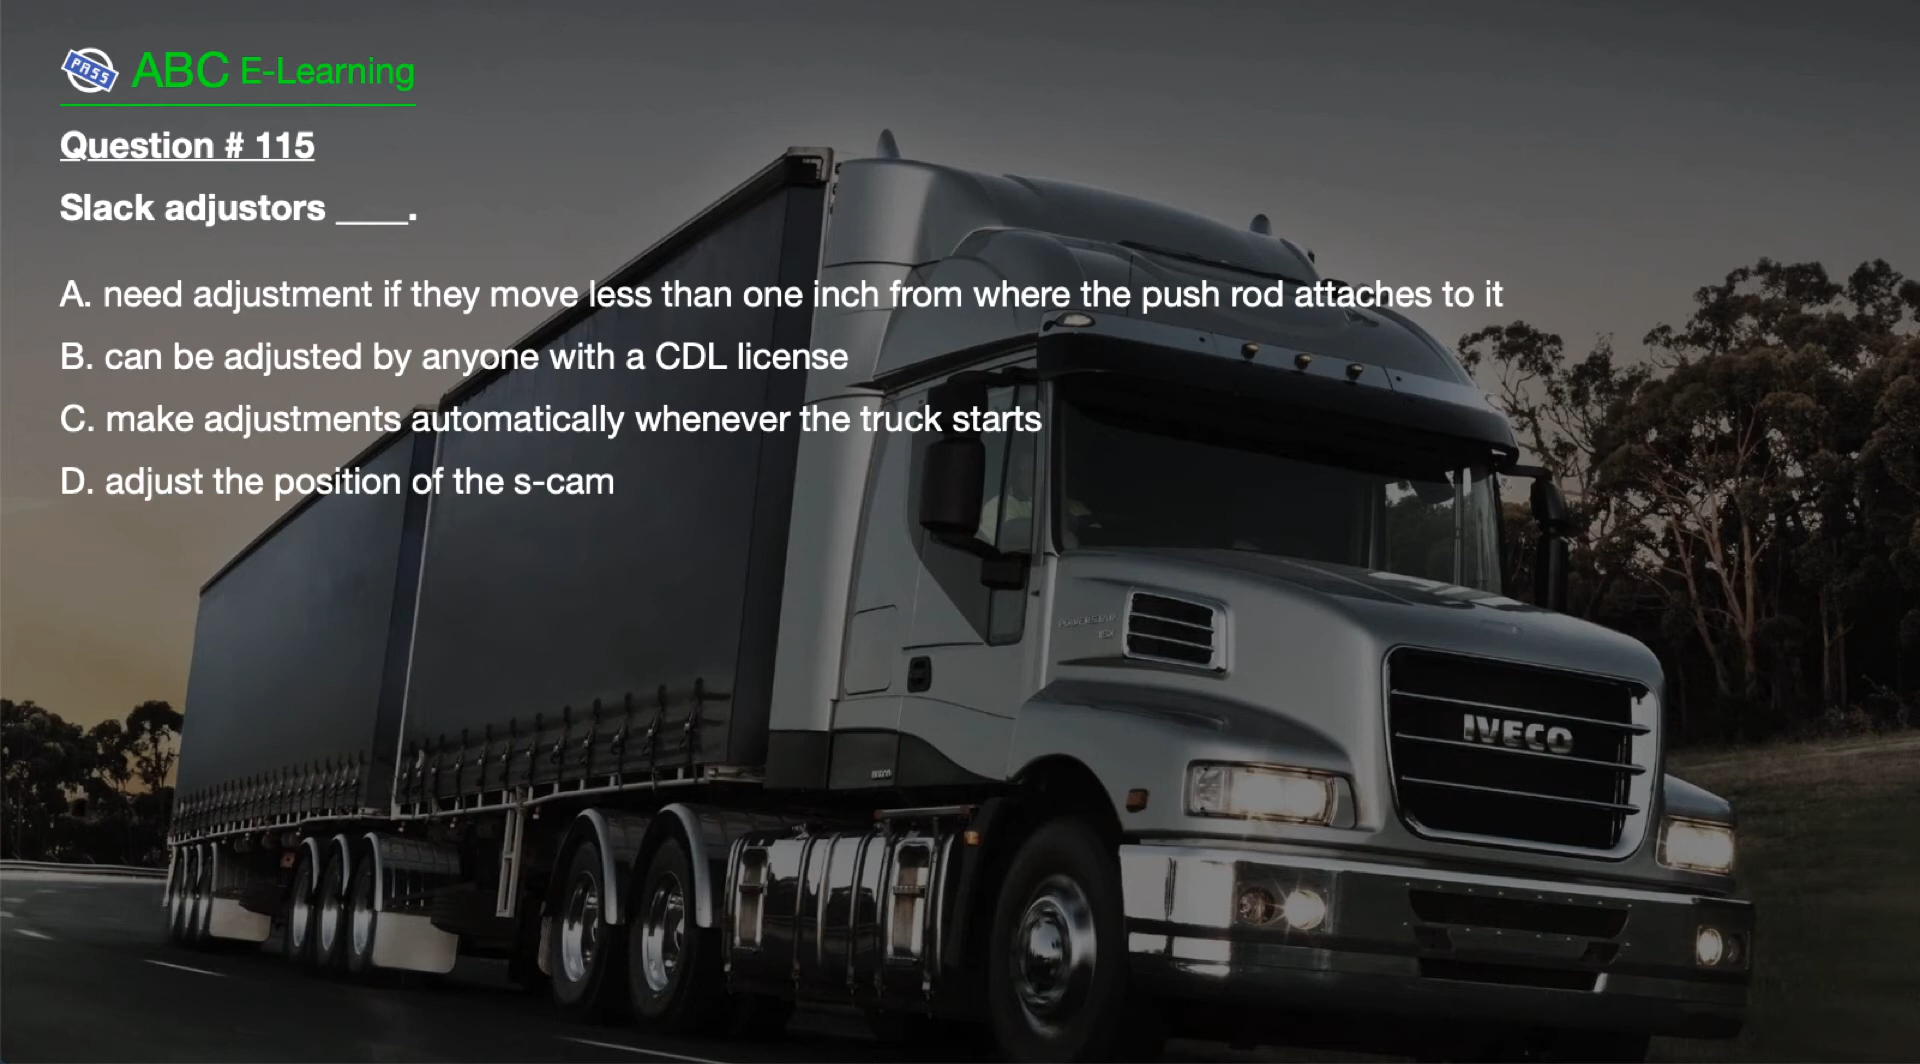 PASS ABC E-Learning
Question # 115
Slack adjustors ____.
A. need adjustment if they move less than one inch from where the push rod attaches to it
B. can be adjusted by anyone with a CDL license
C. make adjustments automatically whenever the truck starts
D. adjust the position of the s-cam
POWERSTAR
IVECO
IVECO